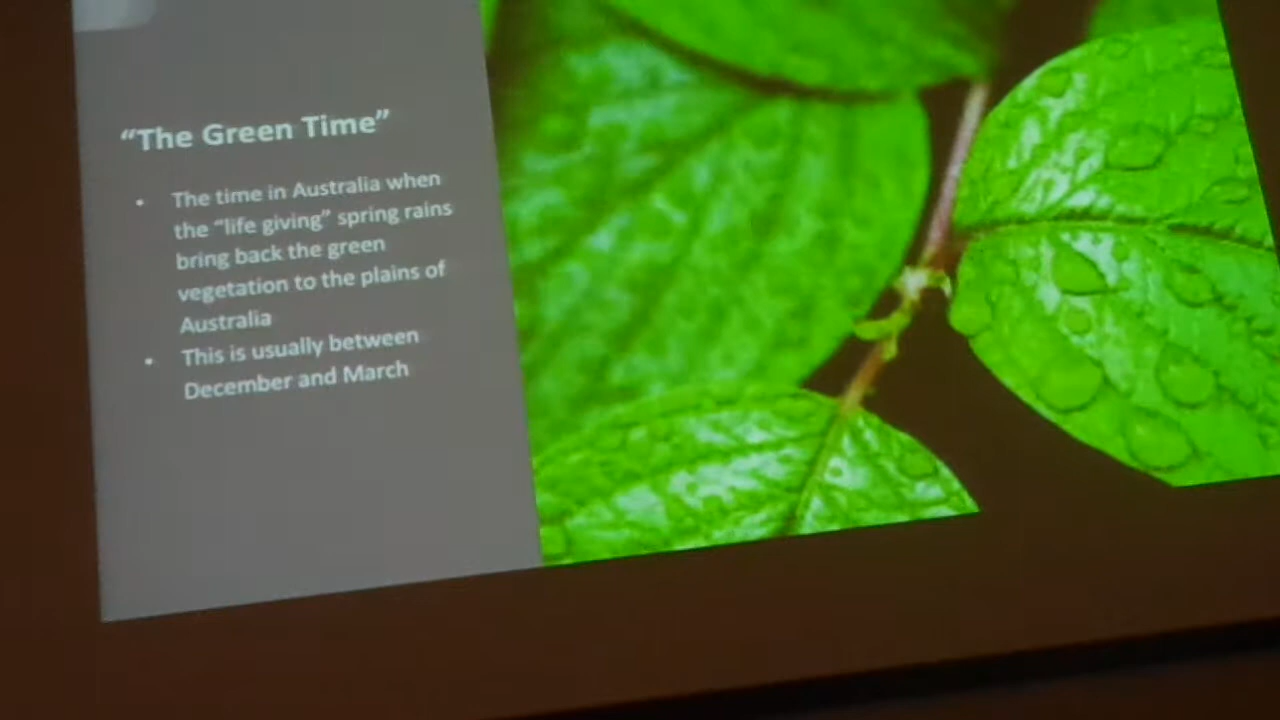 “The Green Time”
• The time in Australia when
the “life giving” spring rains
bring back the green
vegetation to the plains of
Australia
• This is usually between
December and March